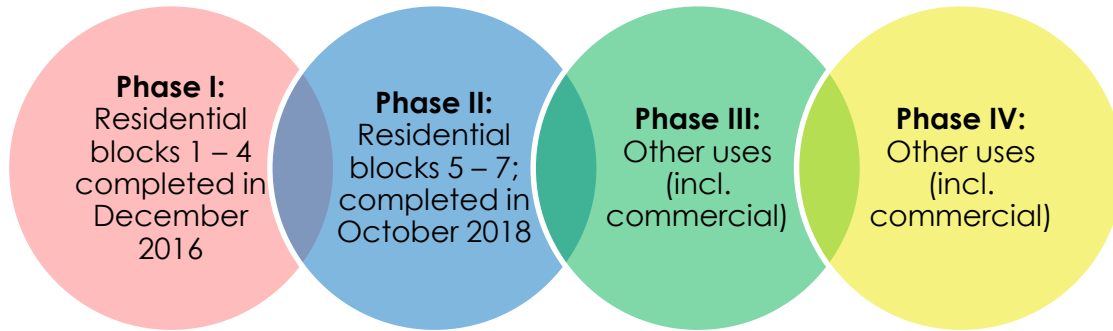 Phase I:
Residential
blocks 1 – 4
completed in
December
2016
Phase II:
Residential
blocks 5 – 7;
completed in
October 2018
Phase III:
Other uses
(incl.
commercial)
Phase IV:
Other uses
(incl.
commercial)